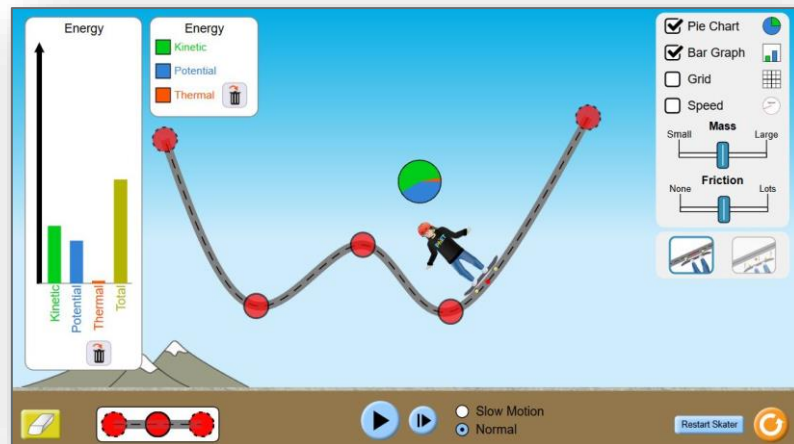 Energy
Kinetic
Potential
Thermal
Total
Energy
Kinetic
Potential
Thermal
Pie Chart
Bar Graph
Grid
Speed
Mass
Small
Large
Friction
None
Lots
Slow Motion
Normal
Restart Skater